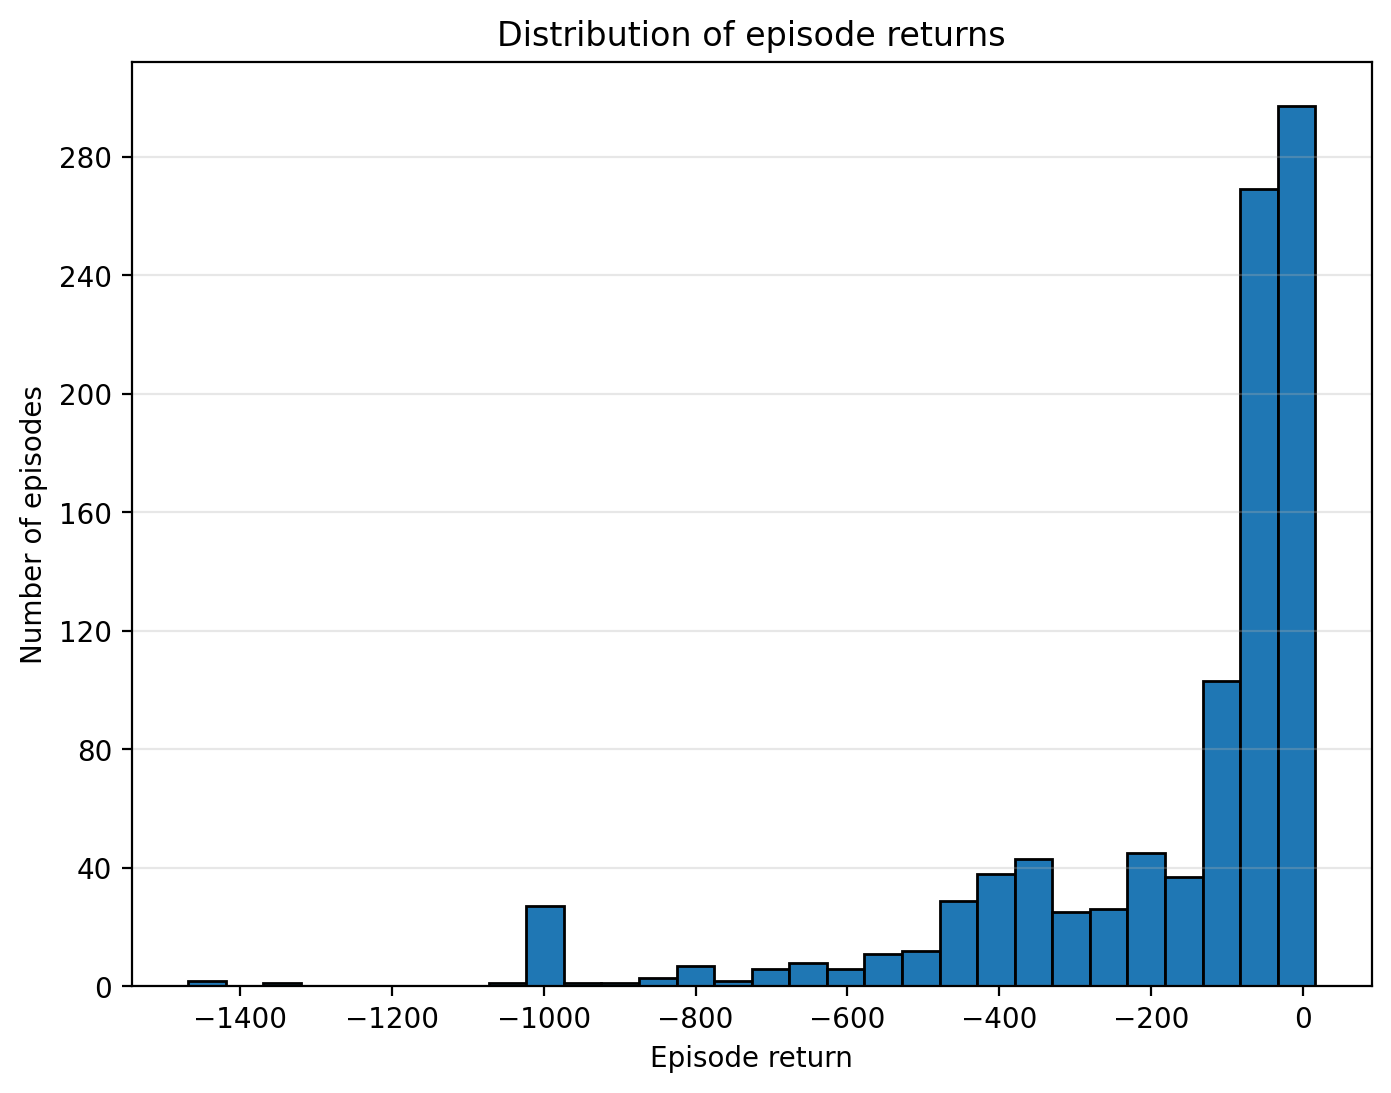 Distribution of episode returns
Number of episodes
280
240
200
160
120
80
40
0
−1400 −1200 −1000 −800 −600 −400 −200 0
Episode return